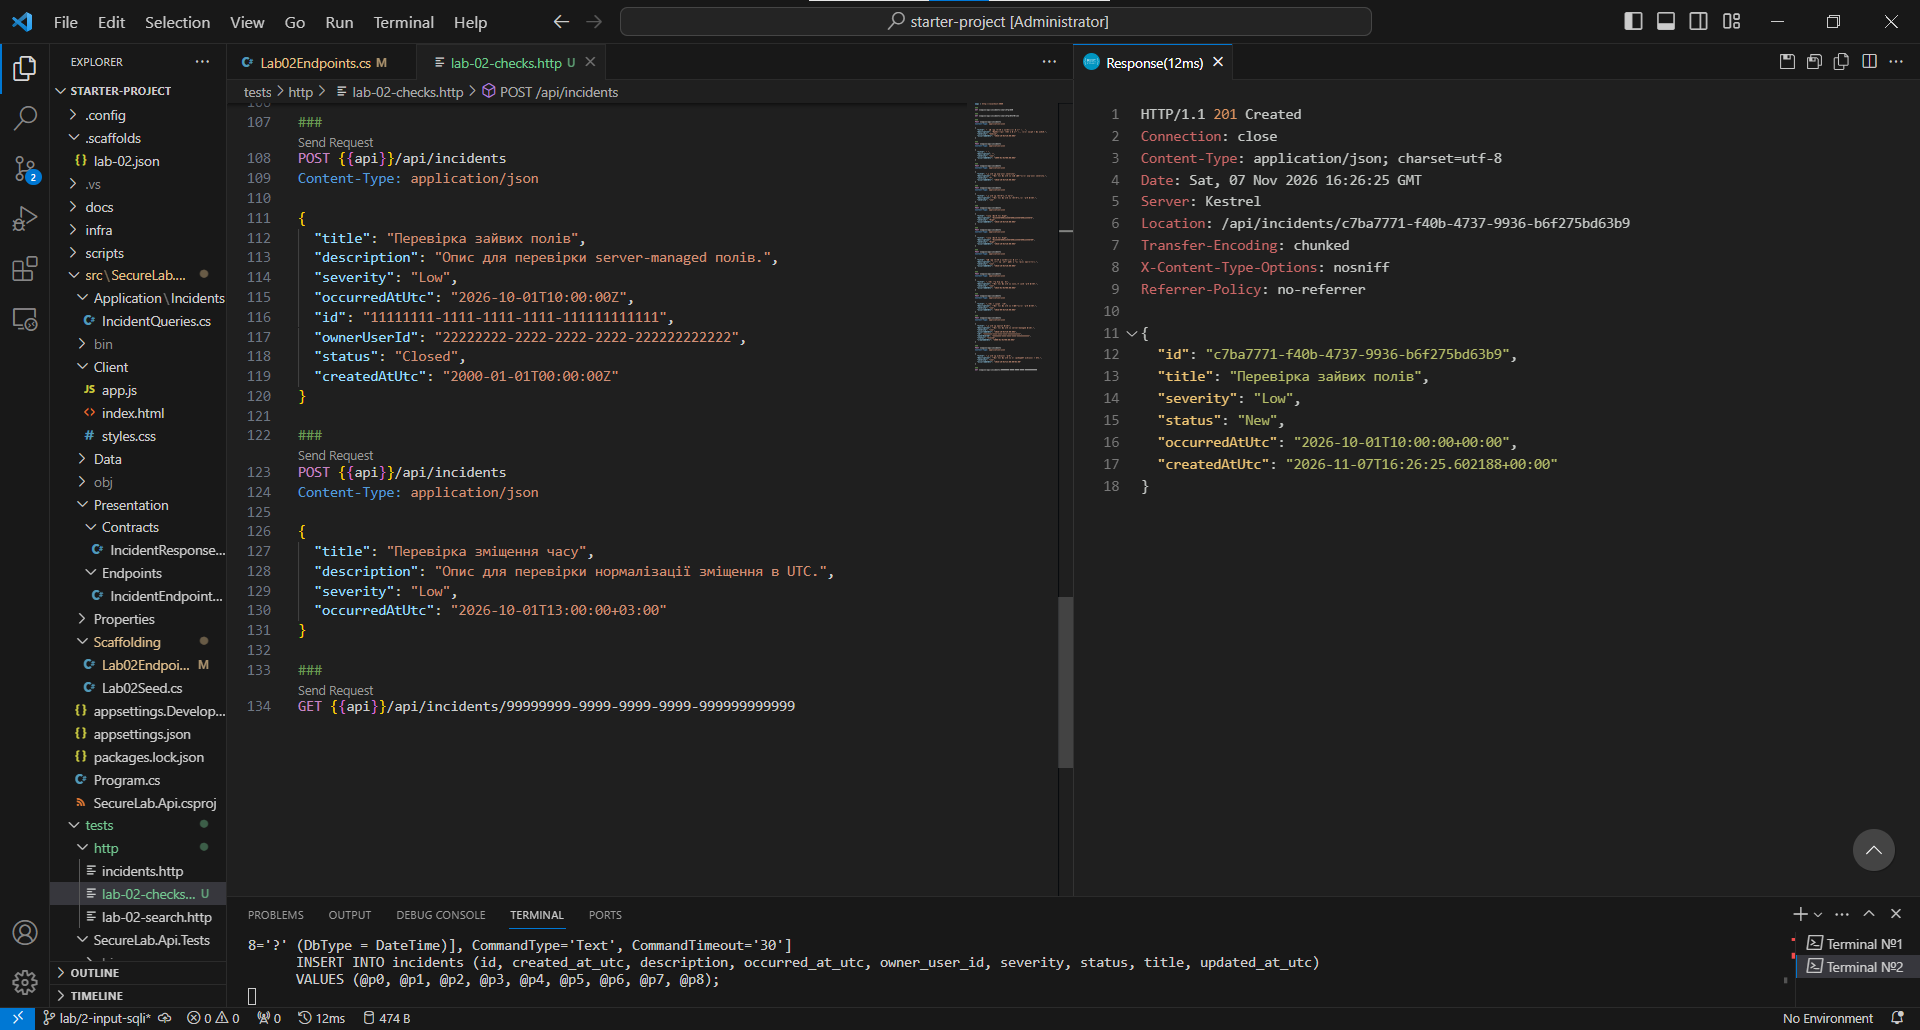 File Edit Selection View Go Run Terminal Help
starter-project [Administrator]
EXPLORER
STARTER-PROJECT
.config
.scaffolds
{} lab-02.json
.vs
docs
infra
scripts
src\SecureLab....
Application\Incidents
C# IncidentQueries.cs
bin
Client
JS app.js
<> index.html
# styles.css
Data
obj
Presentation
Contracts
C# IncidentResponse...
Endpoints
C# IncidentEndpoint...
Properties
Scaffolding
C# Lab02Endpoi... M
C# Lab02Seed.cs
{} appsettings.Develop...
{} appsettings.json
{} packages.lock.json
C# Program.cs
SecureLab.Api.csproj
tests
http
incidents.http
lab-02-checks... U
lab-02-search.http
SecureLab.Api.Tests
OUTLINE
TIMELINE
C# Lab02Endpoints.cs M
lab-02-checks.http U
tests > http > lab-02-checks.http > POST /api/incidents
107 ###
Send Request
108 POST {{api}}/api/incidents
109 Content-Type: application/json
110
111 {
112 "title": "Перевірка зайвих полів",
113 "description": "Опис для перевірки server-managed полів.",
114 "severity": "Low",
115 "occurredAtUtc": "2026-10-01T10:00:00Z",
116 "id": "11111111-1111-1111-1111-111111111111",
117 "ownerUserId": "22222222-2222-2222-2222-222222222222",
118 "status": "Closed",
119 "createdAtUtc": "2000-01-01T00:00:00Z"
120 }
121
122 ###
Send Request
123 POST {{api}}/api/incidents
124 Content-Type: application/json
125
126 {
127 "title": "Перевірка зміщення часу",
128 "description": "Опис для перевірки нормалізації зміщення в UTC.",
129 "severity": "Low",
130 "occurredAtUtc": "2026-10-01T13:00:00+03:00"
131 }
132
133 ###
Send Request
134 GET {{api}}/api/incidents/99999999-9999-9999-9999-999999999999
Response(12ms)
1 HTTP/1.1 201 Created
2 Connection: close
3 Content-Type: application/json; charset=utf-8
4 Date: Sat, 07 Nov 2026 16:26:25 GMT
5 Server: Kestrel
6 Location: /api/incidents/c7ba7771-f40b-4737-9936-b6f275bd63b9
7 Transfer-Encoding: chunked
8 X-Content-Type-Options: nosniff
9 Referrer-Policy: no-referrer
10
11 {
12 "id": "c7ba7771-f40b-4737-9936-b6f275bd63b9",
13 "title": "Перевірка зайвих полів",
14 "severity": "Low",
15 "status": "New",
16 "occurredAtUtc": "2026-10-01T10:00:00+00:00",
17 "createdAtUtc": "2026-11-07T16:26:25.602188+00:00"
18 }
PROBLEMS OUTPUT DEBUG CONSOLE TERMINAL PORTS
8='?' (DbType = DateTime)], CommandType='Text', CommandTimeout='30']
INSERT INTO incidents (id, created_at_utc, description, occurred_at_utc, owner_user_id, severity, status, title, updated_at_utc)
VALUES (@p0, @p1, @p2, @p3, @p4, @p5, @p6, @p7, @p8);
Terminal №1
Terminal №2
2
lab/2-input-sqli* 0 0 0 12ms 474 B
No Environment